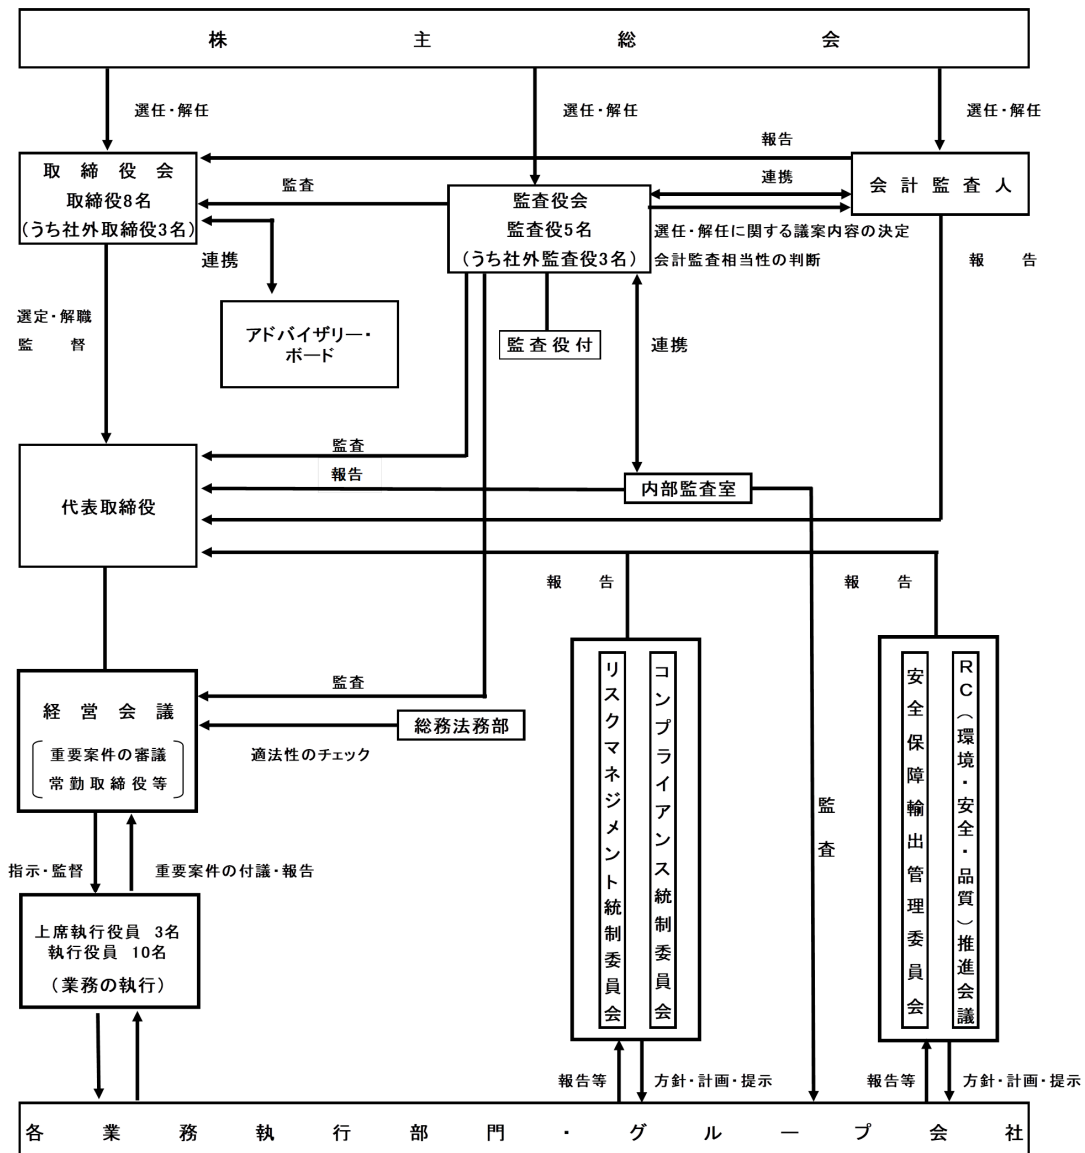 株主総会
選任・解任
選任・解任
選任・解任
取締役会
取締役8名
(うち社外取締役3名)
報告
監査
監査役会
監査役5名
(うち社外監査役3名)
連携
会計監査人
選任・解任に関する議案内容の決定
会計監査相当性の判断
報告
連携
アドバイザリー・
ボード
監査役付
連携
選定・解職
監督
代表取締役
監査
報告
内部監査室
報告
報告
経営会議
重要案件の審議
常勤取締役等
監査
総務法務部
適法性のチェック
リスクマネジメント統制委員会
コンプライアンス統制委員会
監査
安全保障輸出管理委員会
RC(環境・安全・品質)推進会議
指示・監督
重要案件の付議・報告
上席執行役員 3名
執行役員 10名
(業務の執行)
報告等
方針・計画・提示
報告等
方針・計画・提示
各業務執行部門・グループ会社